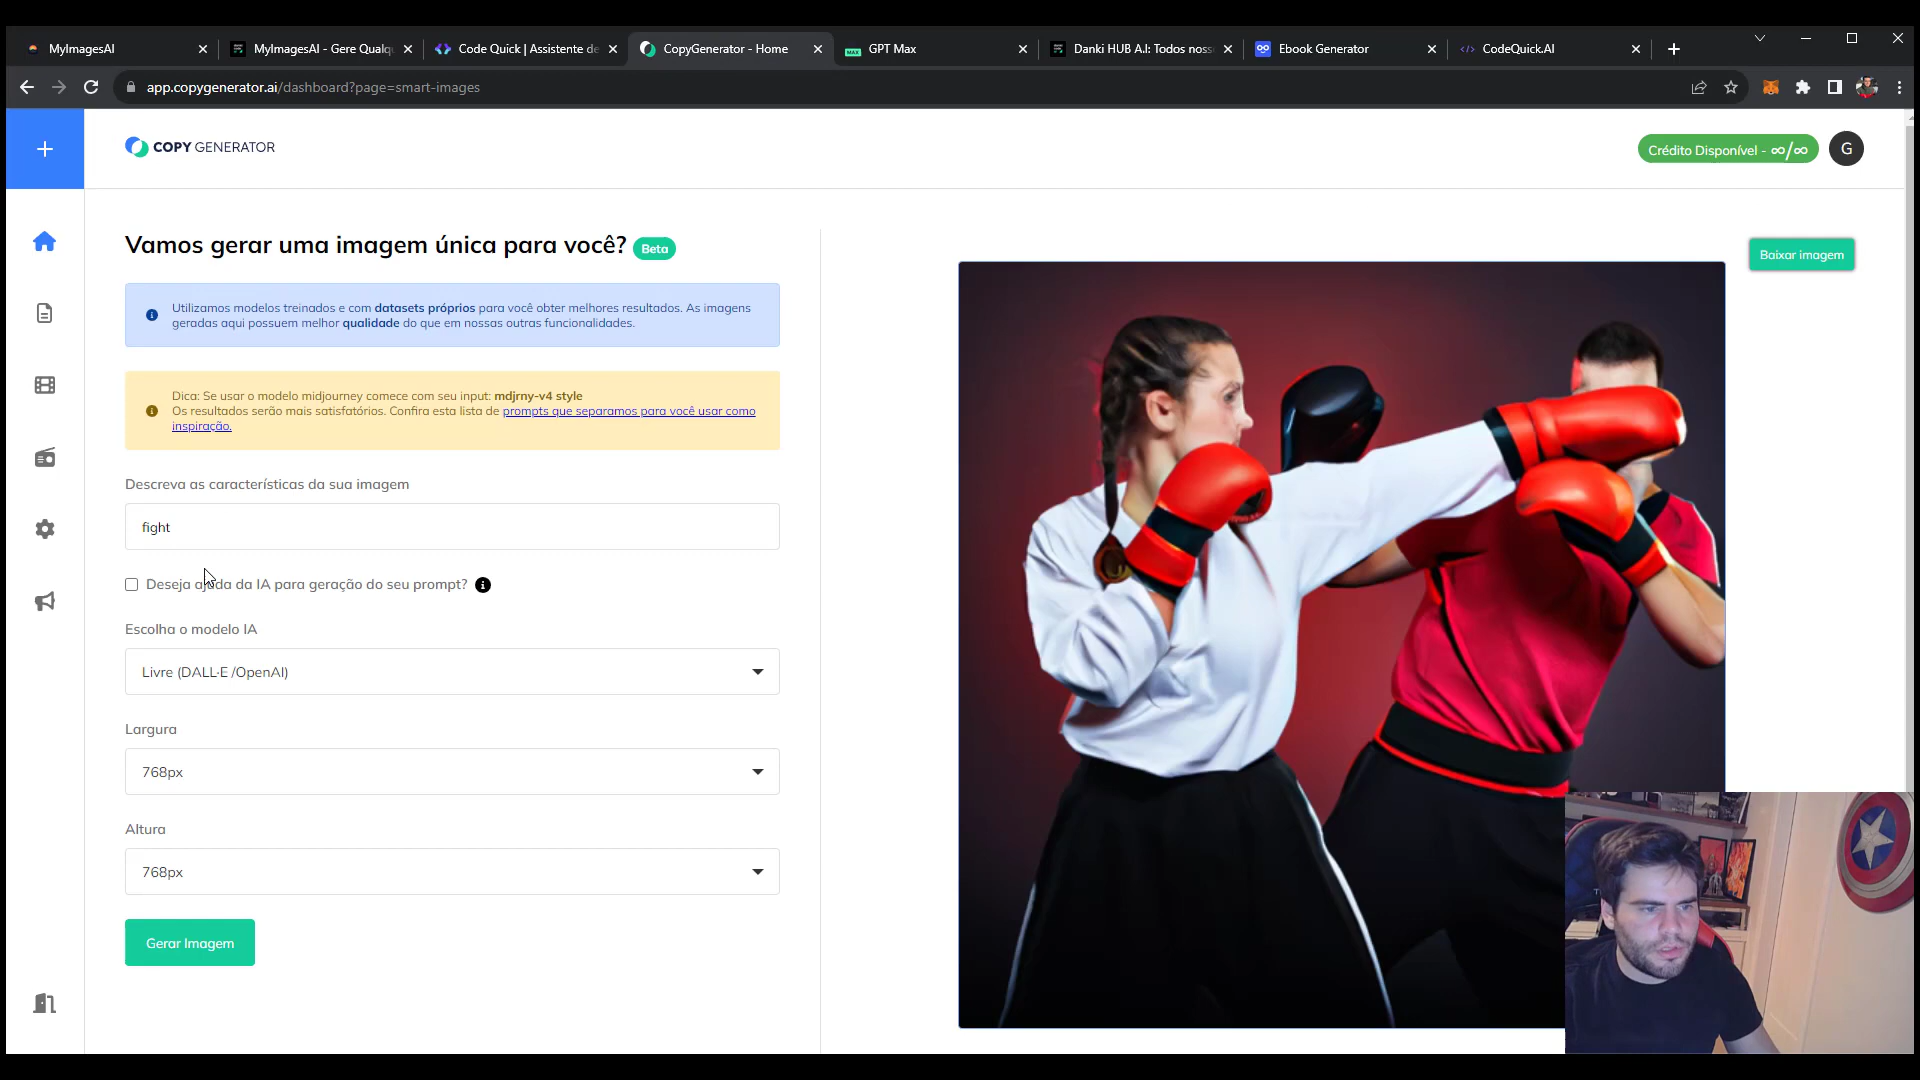 MyImagesAI
MyImagesAI - Gere Qualq
Code Quick | Assistente de
CopyGenerator - Home
GPT Max
Danki HUB A.I: Todos noss
Ebook Generator
CodeQuick.AI
app.copygenerator.ai/dashboard?page=smart-images
COPY GENERATOR
Crédito Disponível - ∞/∞
G
Vamos gerar uma imagem única para você? Beta
Baixar imagem
Utilizamos modelos treinados e com datasets próprios para você obter melhores resultados. As imagens
geradas aqui possuem melhor qualidade do que em nossas outras funcionalidades.
Dica: Se usar o modelo midjourney comece com seu input: mdjrny-v4 style
Os resultados serão mais satisfatórios. Confira esta lista de prompts que separamos para você usar como
inspiração.
Descreva as características da sua imagem
fight
Deseja ajuda da IA para geração do seu prompt?
Escolha o modelo IA
Livre (DALL-E /OpenAI)
Largura
768px
Altura
768px
Gerar Imagem